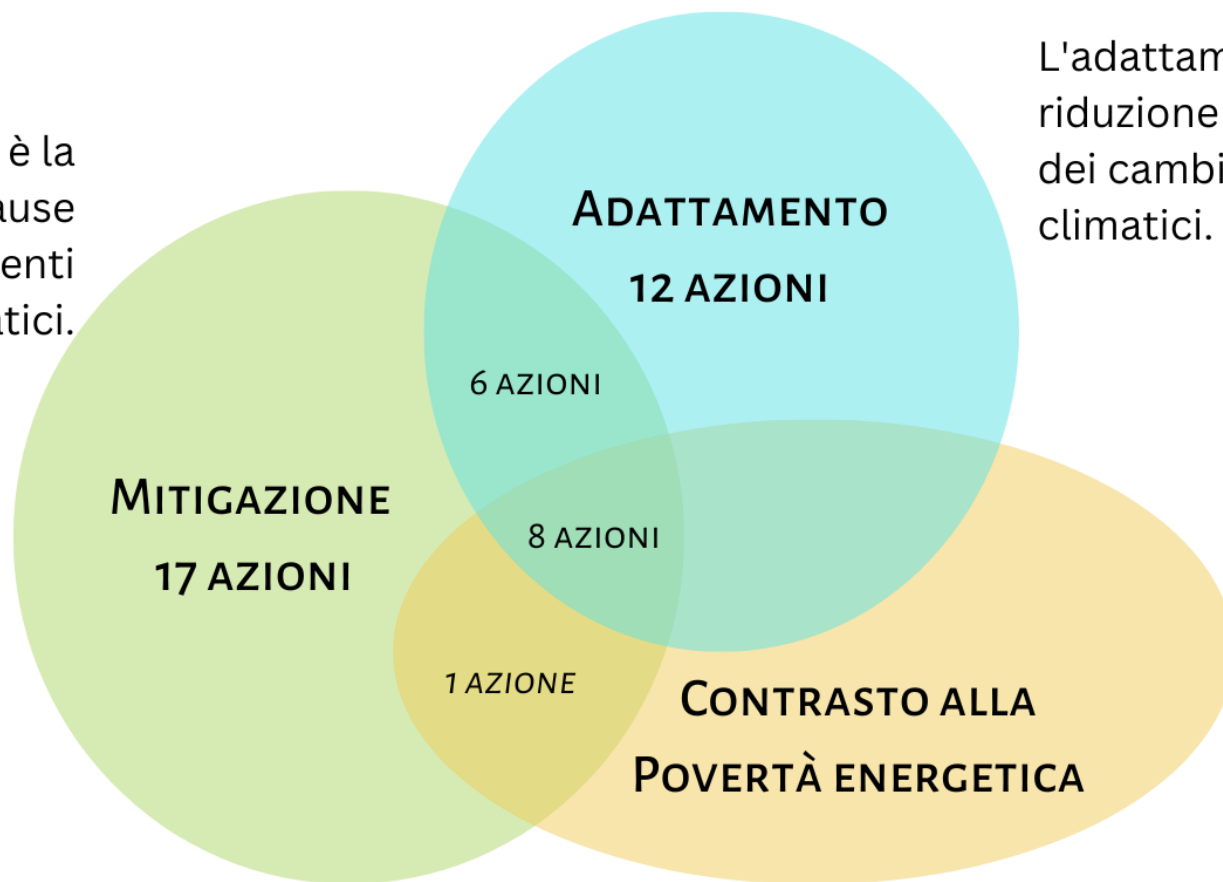 è la
ause
enti
tici.
L'adattam
riduzione
dei cambi
climatici.
ADATTAMENTO
12 AZIONI
6 AZIONI
MITIGAZIONE
17 AZIONI
8 AZIONI
1 AZIONE
CONTRASTO ALLA
POVERTÀ ENERGETICA